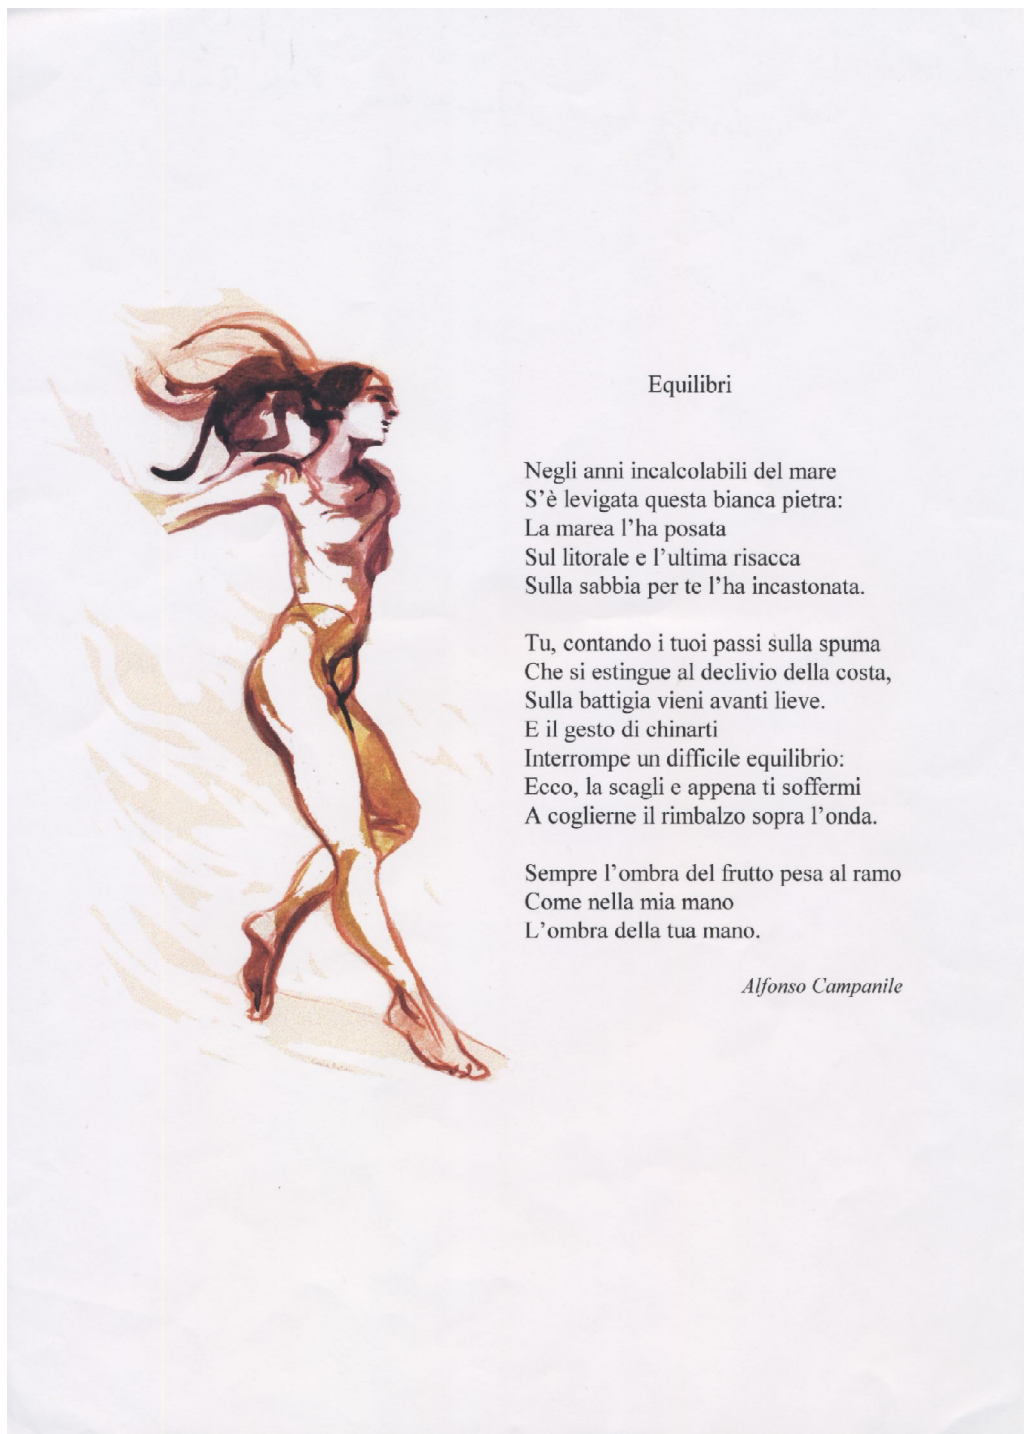 Equilibri
Negli anni incalcolabili del mare
S’è levigata questa bianca pietra:
La marea l’ha posata
Sul litorale e l’ultima risacca
Sulla sabbia per te l’ha incastonata.
Tu, contando i tuoi passi sulla spuma
Che si estingue al declivio della costa,
Sulla battigia vieni avanti lieve.
E il gesto di chinarti
Interrompe un difficile equilibrio:
Ecco, la scagli e appena ti soffermi
A coglierne il rimbalzo sopra l’onda.
Sempre l’ombra del frutto pesa al ramo
Come nella mia mano
L’ombra della tua mano.
Alfonso Campanile